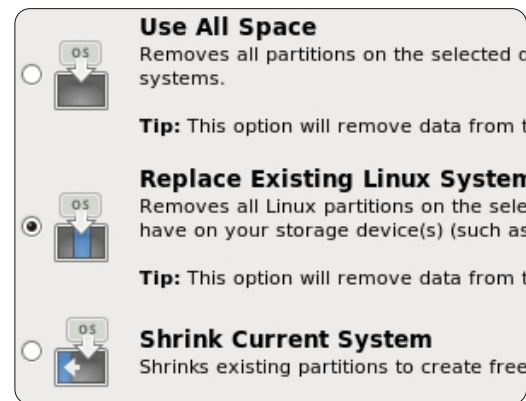 Use All Space
OS
Removes all partitions on the selected
systems.
Tip: This option will remove data from
Replace Existing Linux System
OS
Removes all Linux partitions on the
have on your storage device(s) (such as
Tip: This option will remove data from
OS
Shrink Current System
Shrinks existing partitions to create free